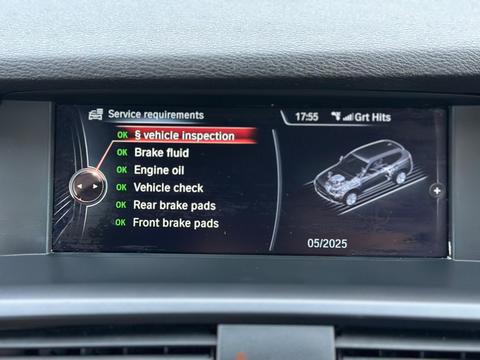 Service requirements
17:55 Grt Hits
OK § vehicle inspection
OK Brake fluid
OK Engine oil
OK Vehicle check
OK Rear brake pads
OK Front brake pads
05/2025